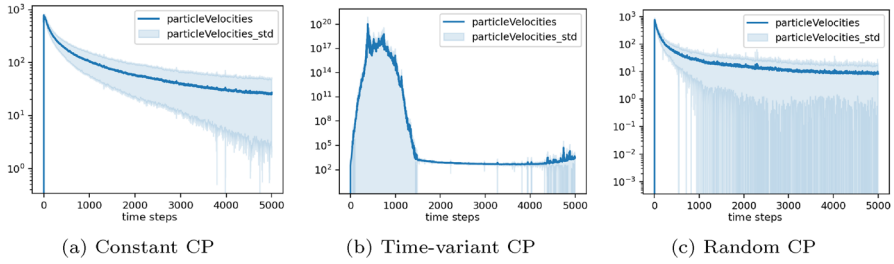 particleVelocities
particleVelocities_std
10³
10²
10¹
10⁰
0 1000 2000 3000 4000 5000
time steps
(a) Constant CP
particleVelocities
particleVelocities_std
10²⁰
10¹⁷
10¹⁴
10¹¹
10⁸
10⁵
10²
0 1000 2000 3000 4000 5000
time steps
(b) Time-variant CP
particleVelocities
particleVelocities_std
10³
10²
10¹
10⁰
10⁻¹
10⁻²
10⁻³
0 1000 2000 3000 4000 5000
time steps
(c) Random CP